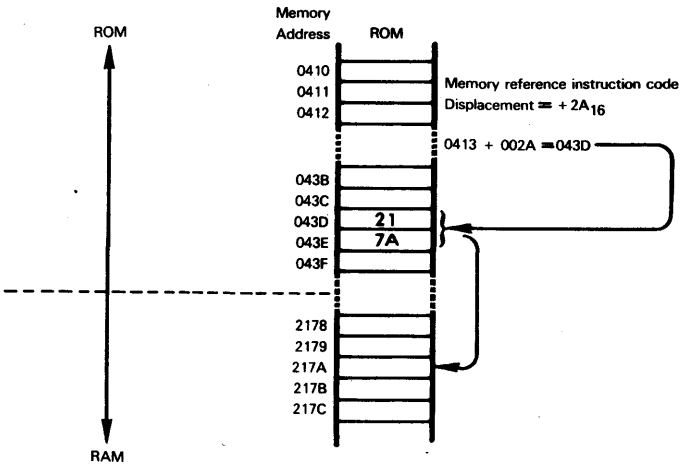 Memory
Address
ROM
ROM
0410
0411
0412
Memory reference instruction code
Displacement = + 2A16
0413 + 002A = 043D
043B
043C
043D 21
043E 7A
043F
2178
2179
217A
217B
217C
RAM